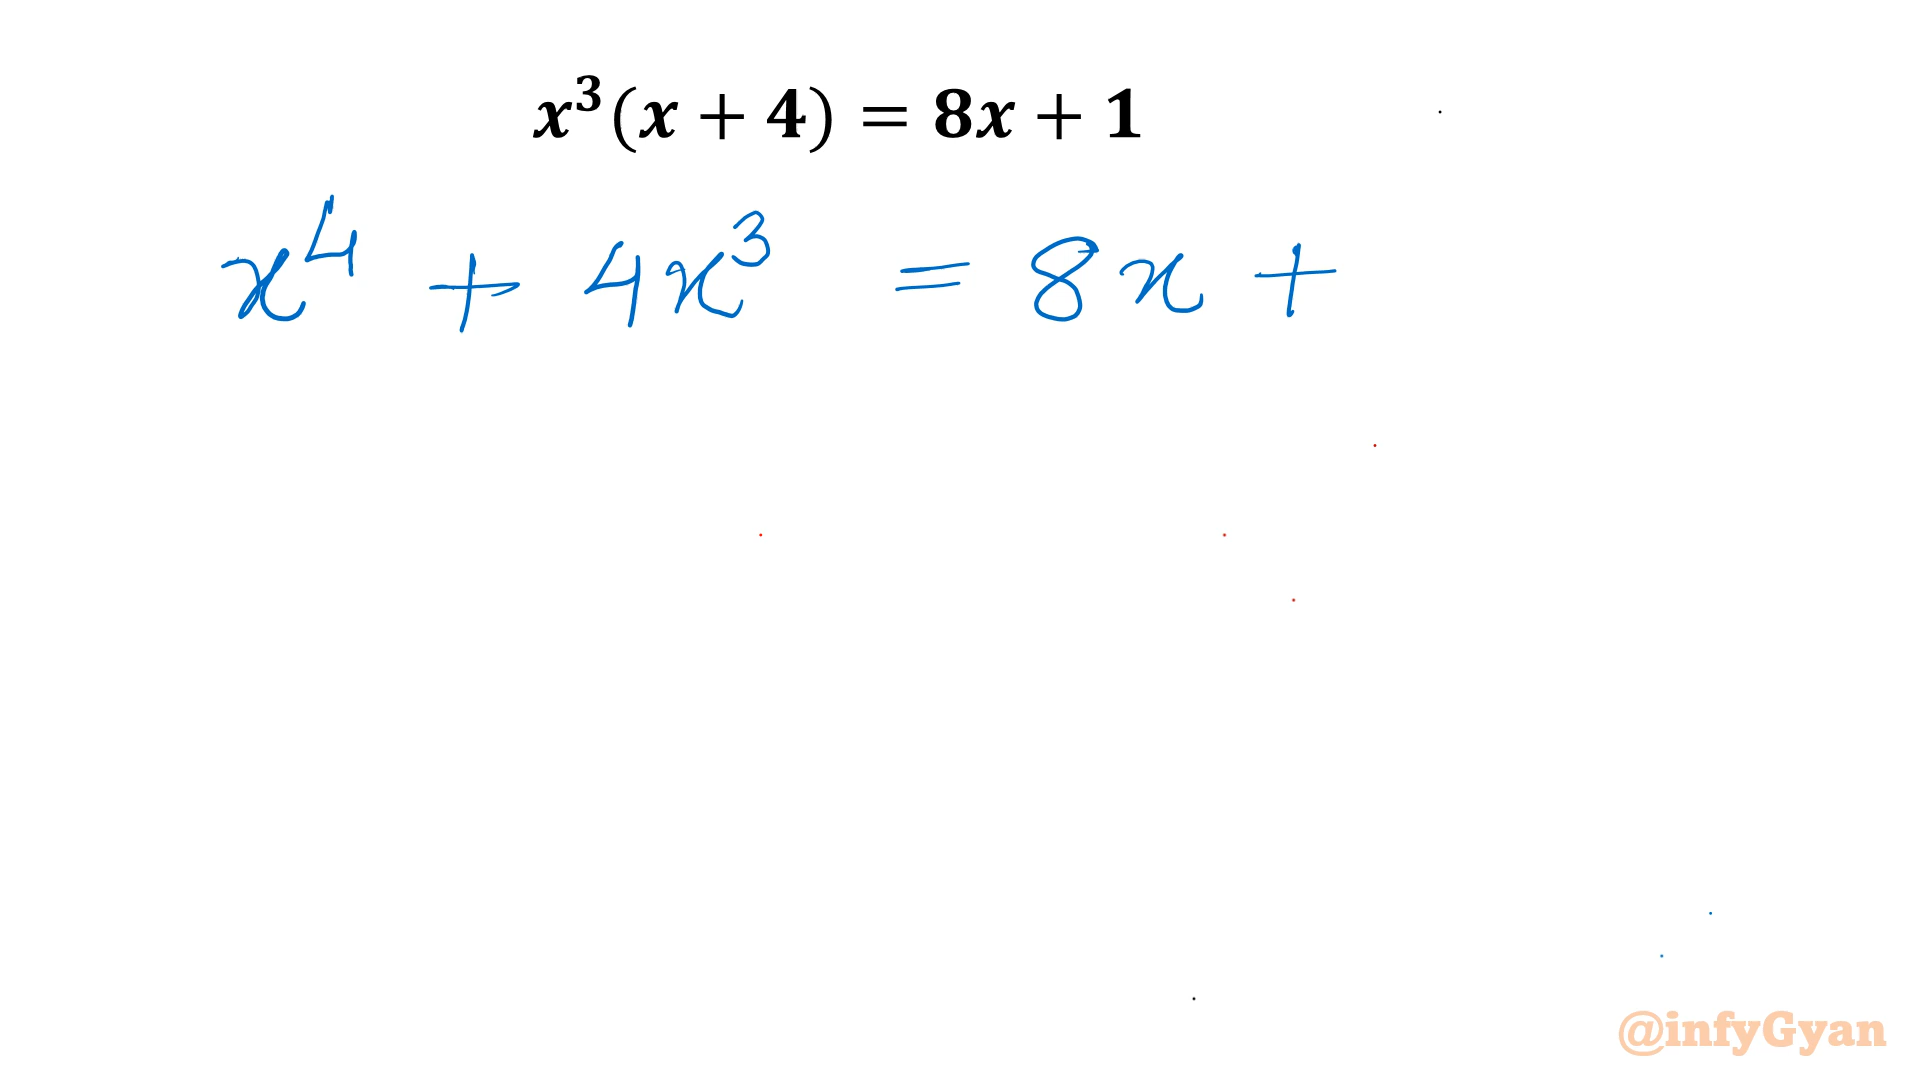 x³(x + 4) = 8x + 1
x⁴ + 4x³ = 8x +
@infyGyan